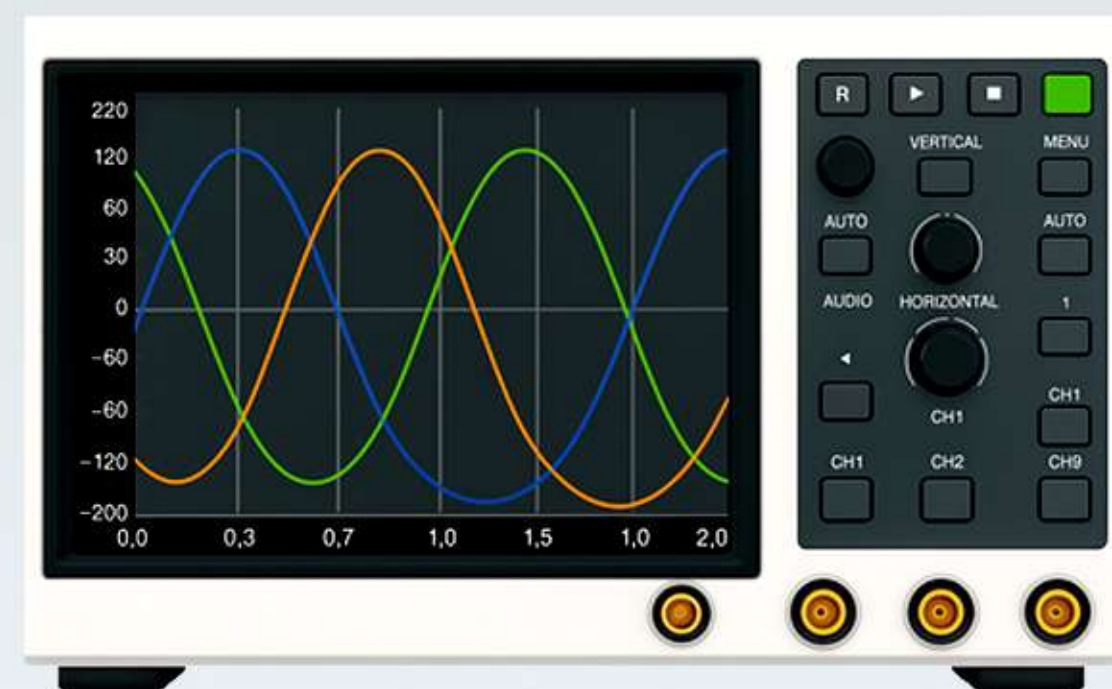 220
120
60
30
0
−60
−60
−120
−200
0,0 0,3 0,7 1,0 1,5 1,0 2,0
R
VERTICAL MENU
AUTO AUTO
AUDIO HORIZONTAL 1
CH1 CH1
CH1 CH2 CH9